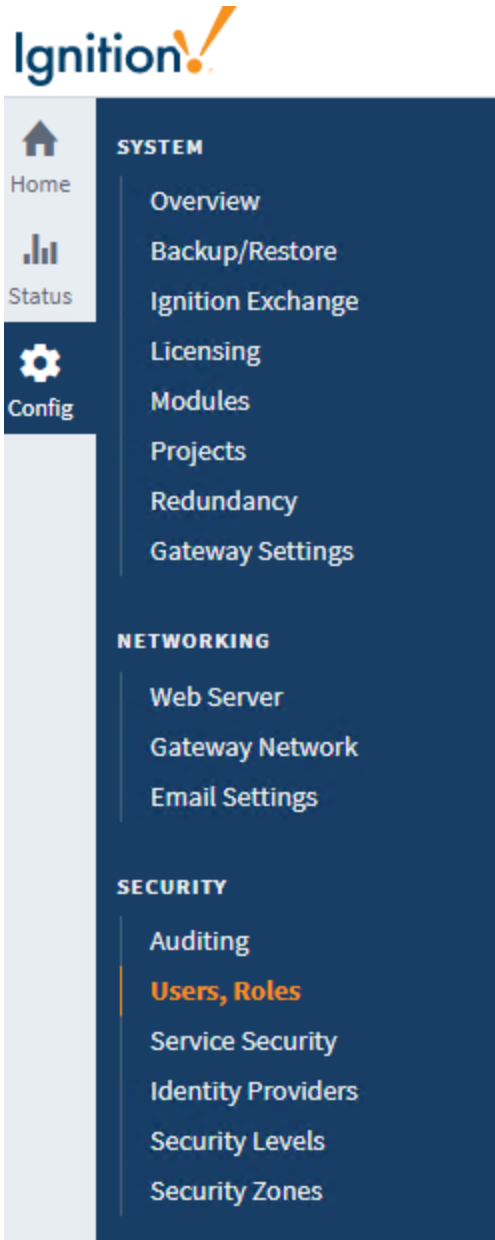 Ignition!
Home
Status
Config
SYSTEM
Overview
Backup/Restore
Ignition Exchange
Licensing
Modules
Projects
Redundancy
Gateway Settings
NETWORKING
Web Server
Gateway Network
Email Settings
SECURITY
Auditing
Users, Roles
Service Security
Identity Providers
Security Levels
Security Zones